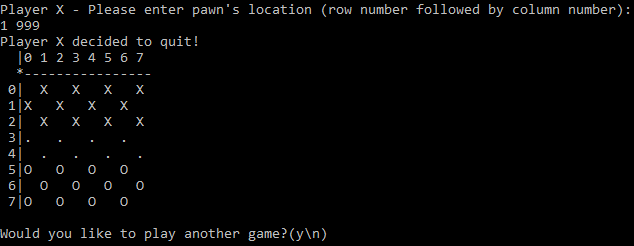 Player X - Please enter pawn's location (row number followed by column number):
1 999
Player X decided to quit!
  |0 1 2 3 4 5 6 7
  *----------------
 0|  X   X   X   X
 1|X   X   X   X
 2|  X   X   X   X
 3|.   .   .   .
 4|  .   .   .   .
 5|O   O   O   O
 6|  O   O   O   O
 7|O   O   O   O
Would you like to play another game?(y\n)